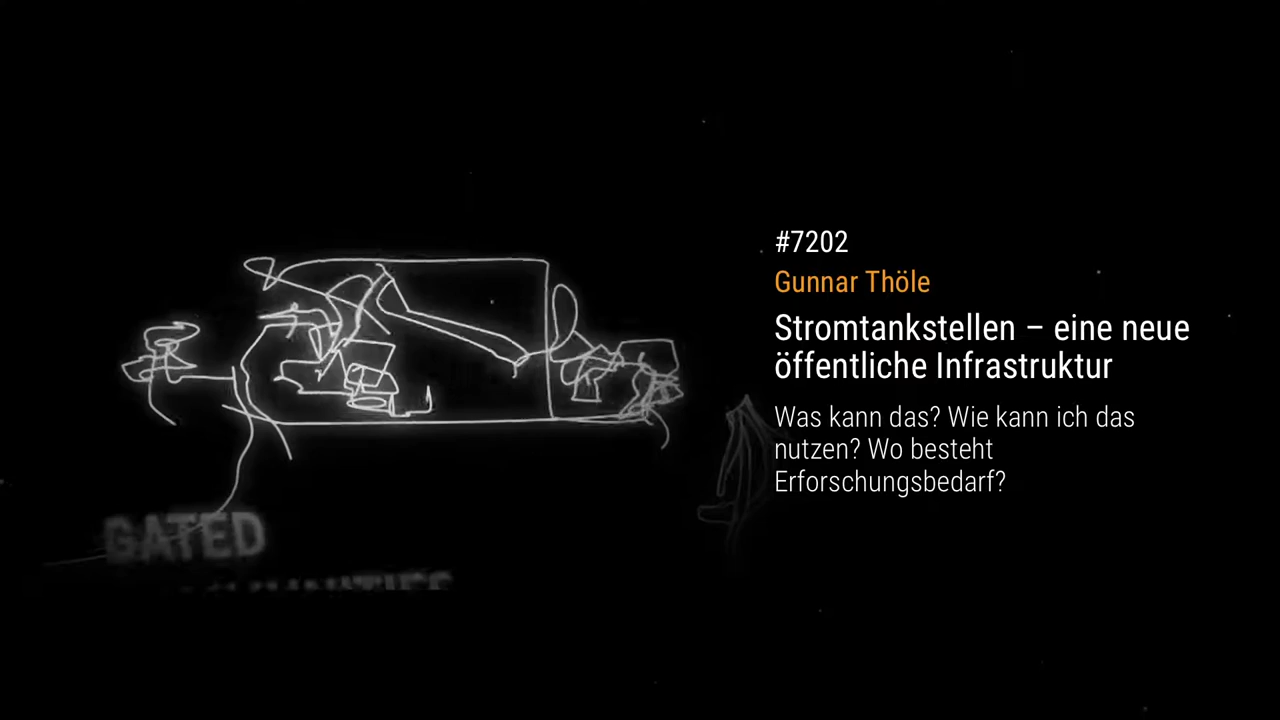 #7202
Gunnar Thöle
Stromtankstellen – eine neue
öffentliche Infrastruktur
Was kann das? Wie kann ich das
nutzen? Wo besteht
Erforschungsbedarf?
GATED